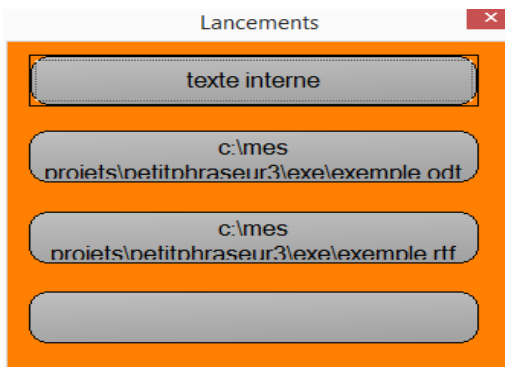 Lancements
texte interne
c:\mes
projets\petitphraseur3\exe\exemple odt
c:\mes
projets\petitphraseur3\exe\exemple rtf